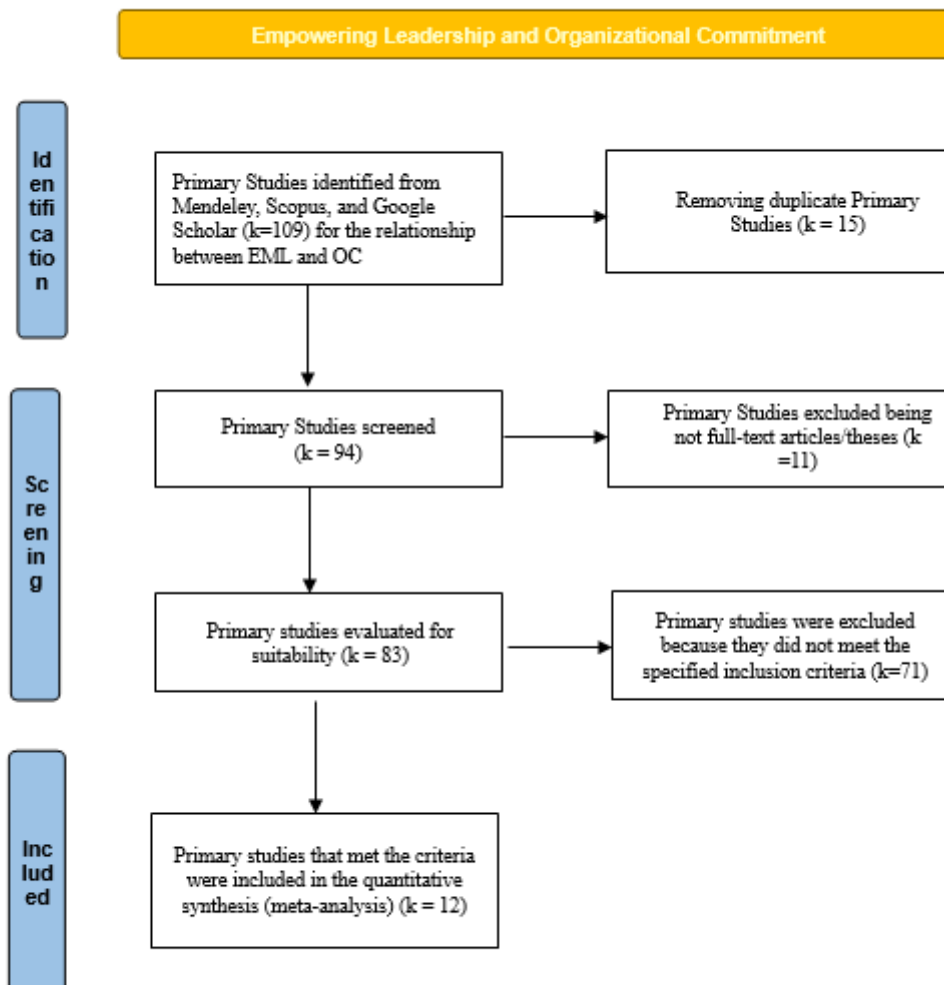 Empowering Leadership and Organizational Commitment
Id
en
tifi
ca
tio
n
Primary Studies identified from
Mendeley, Scopus, and Google
Scholar (k=109) for the relationship
between EML and OC
Removing duplicate Primary
Studies (k = 15)
Sc
re
en
in
g
Primary Studies screened
(k = 94)
Primary Studies excluded being
not full-text articles/theses (k
=11)
Primary studies evaluated for
suitability (k = 83)
Primary studies were excluded
because they did not meet the
specified inclusion criteria (k=71)
Inc
lud
ed
Primary studies that met the criteria
were included in the quantitative
synthesis (meta-analysis) (k = 12)